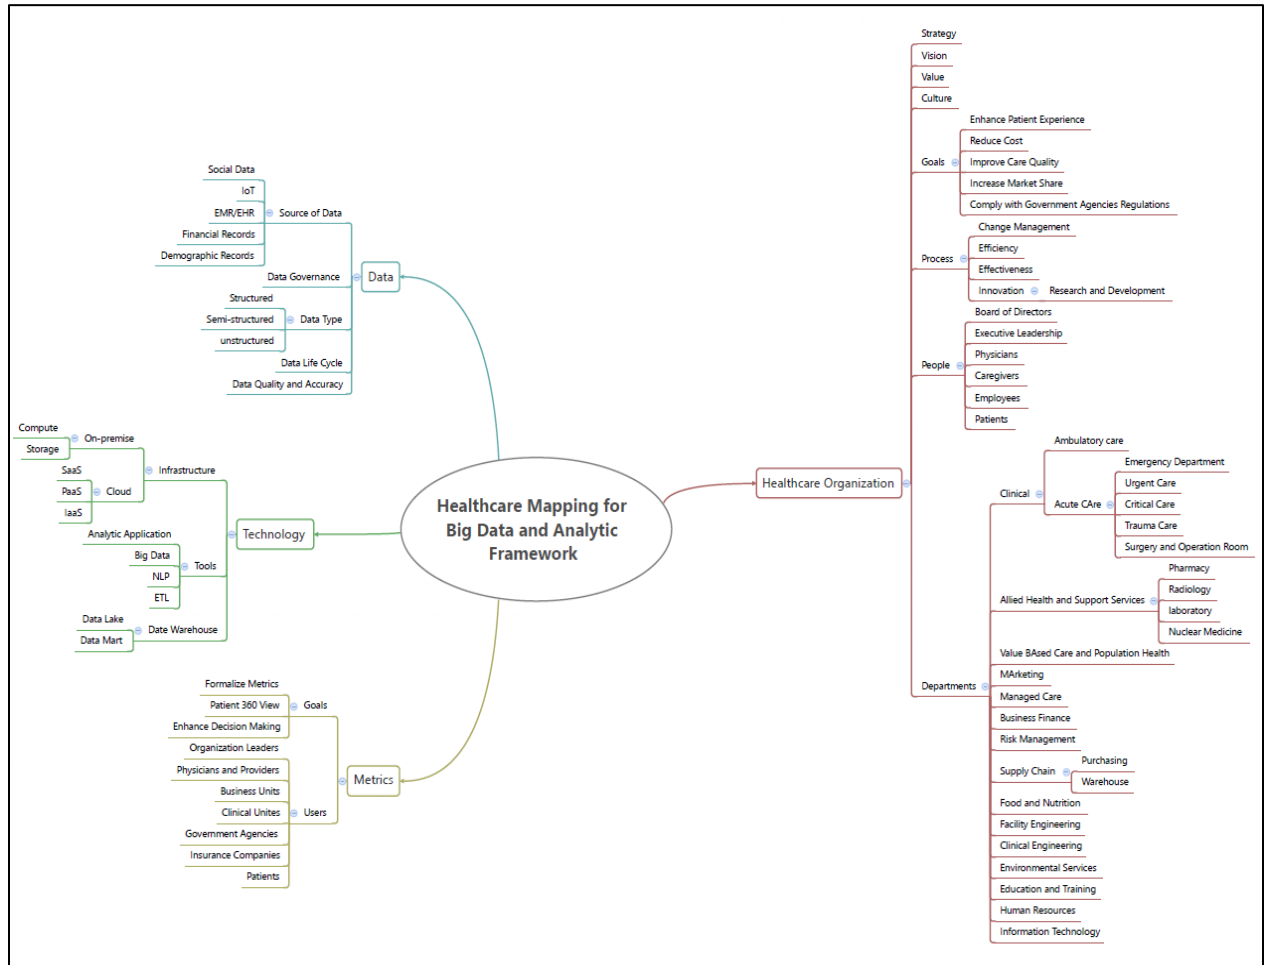 Healthcare Mapping for
Big Data and Analytic
Framework
Healthcare Organization
Strategy
Vision
Value
Culture
Goals
Enhance Patient Experience
Reduce Cost
Improve Care Quality
Increase Market Share
Comply with Government Agencies Regulations
Process
Change Management
Efficiency
Effectiveness
Innovation
Research and Development
People
Board of Directors
Executive Leadership
Physicians
Caregivers
Employees
Patients
Departments
Clinical
Ambulatory care
Acute CAre
Emergency Department
Urgent Care
Critical Care
Trauma Care
Surgery and Operation Room
Allied Health and Support Services
Pharmacy
Radiology
laboratory
Nuclear Medicine
Value BAsed Care and Population Health
MArketing
Managed Care
Business Finance
Risk Management
Supply Chain
Purchasing
Warehouse
Food and Nutrition
Facility Engineering
Clinical Engineering
Environmental Services
Education and Training
Human Resources
Information Technology
Data
Source of Data
Social Data
IoT
EMR/EHR
Financial Records
Demographic Records
Data Governance
Data Type
Structured
Semi-structured
unstructured
Data Life Cycle
Data Quality and Accuracy
Technology
Infrastructure
On-premise
Compute
Storage
Cloud
SaaS
PaaS
IaaS
Tools
Analytic Application
Big Data
NLP
ETL
Date Warehouse
Data Lake
Data Mart
Metrics
Goals
Formalize Metrics
Patient 360 View
Enhance Decision Making
Users
Organization Leaders
Physicians and Providers
Business Units
Clinical Unites
Government Agencies
Insurance Companies
Patients